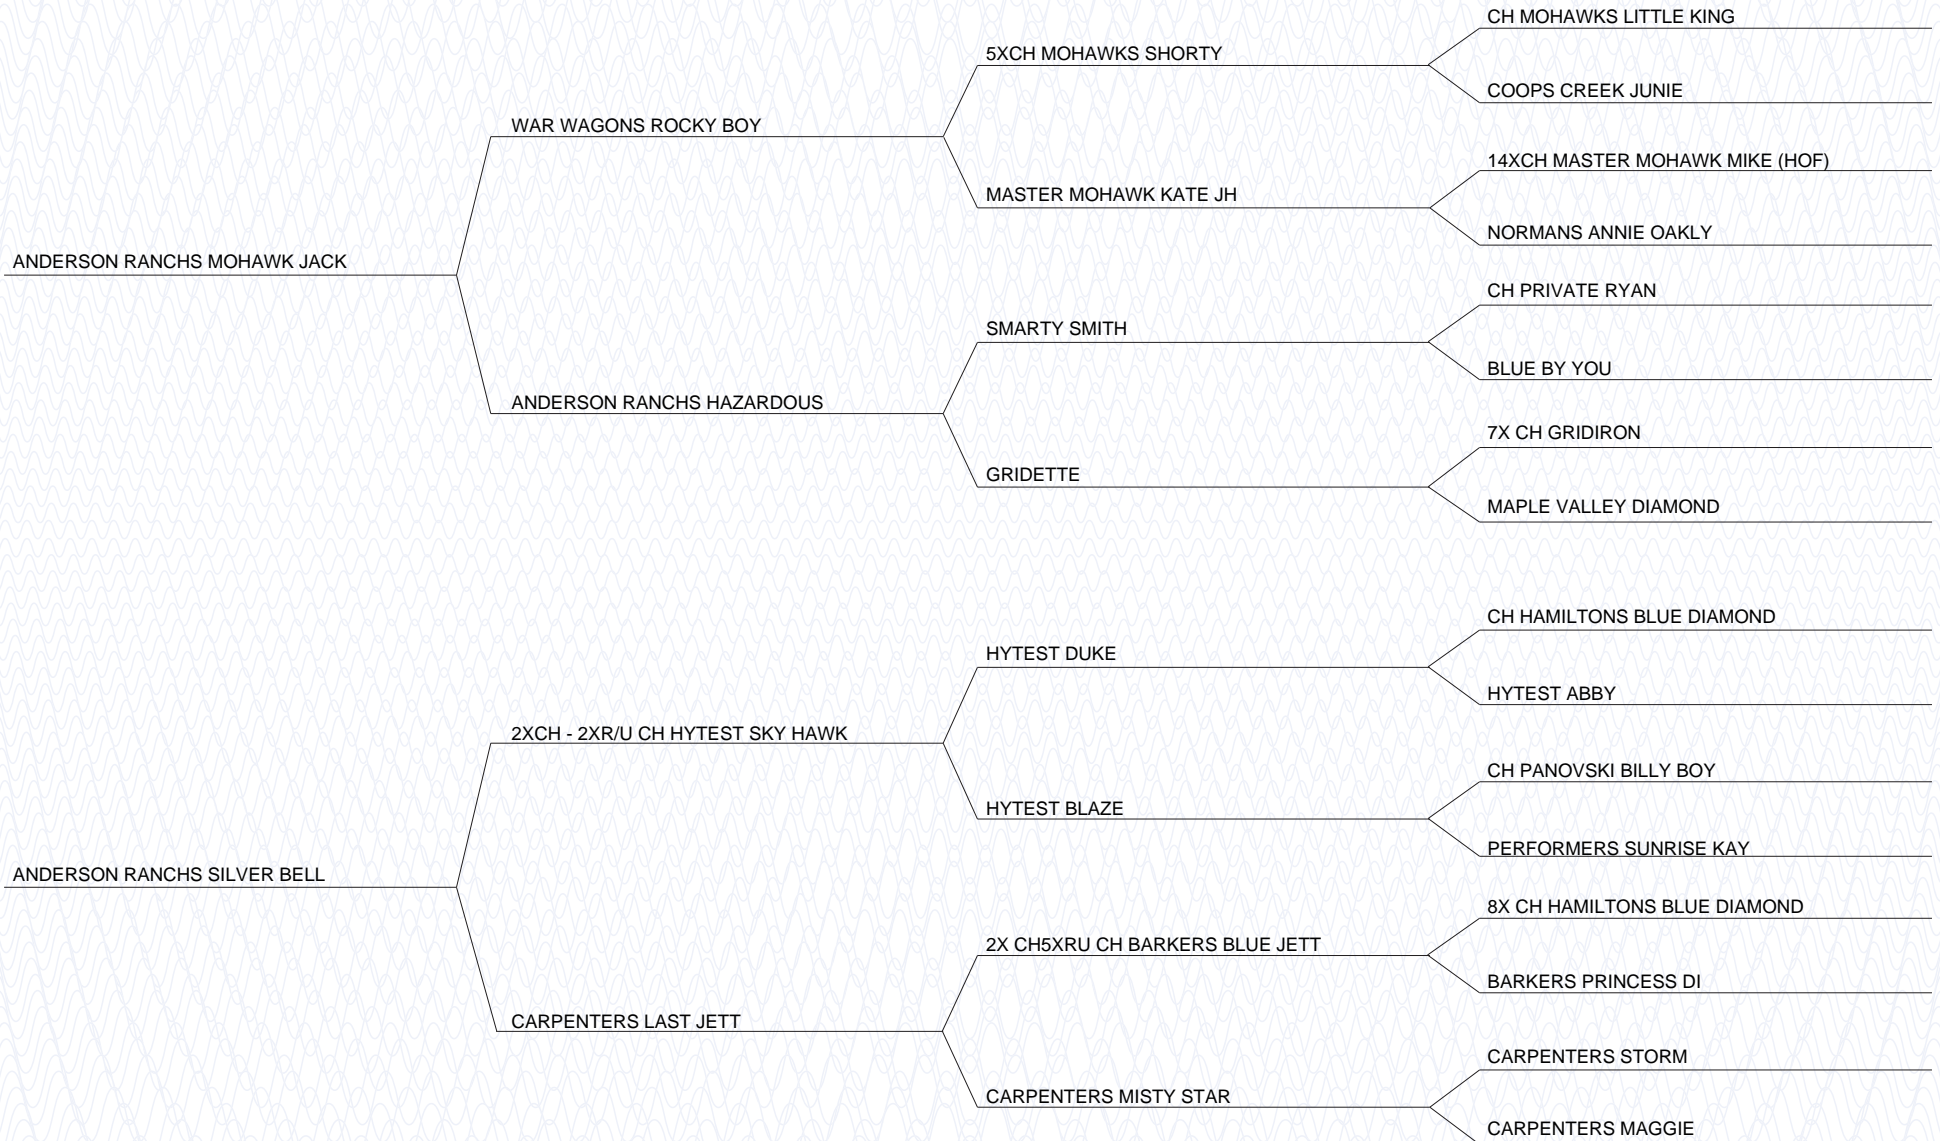 CH MOHAWKS LITTLE KING
5XCH MOHAWKS SHORTY
COOPS CREEK JUNIE
WAR WAGONS ROCKY BOY
14XCH MASTER MOHAWK MIKE (HOF)
MASTER MOHAWK KATE JH
NORMANS ANNIE OAKLY
ANDERSON RANCHS MOHAWK JACK
CH PRIVATE RYAN
SMARTY SMITH
BLUE BY YOU
ANDERSON RANCHS HAZARDOUS
7X CH GRIDIRON
GRIDETTE
MAPLE VALLEY DIAMOND
CH HAMILTONS BLUE DIAMOND
HYTEST DUKE
HYTEST ABBY
2XCH - 2XR/U CH HYTEST SKY HAWK
CH PANOVSKI BILLY BOY
HYTEST BLAZE
PERFORMERS SUNRISE KAY
ANDERSON RANCHS SILVER BELL
8X CH HAMILTONS BLUE DIAMOND
2X CH5XRU CH BARKERS BLUE JETT
BARKERS PRINCESS DI
CARPENTERS LAST JETT
CARPENTERS STORM
CARPENTERS MISTY STAR
CARPENTERS MAGGIE